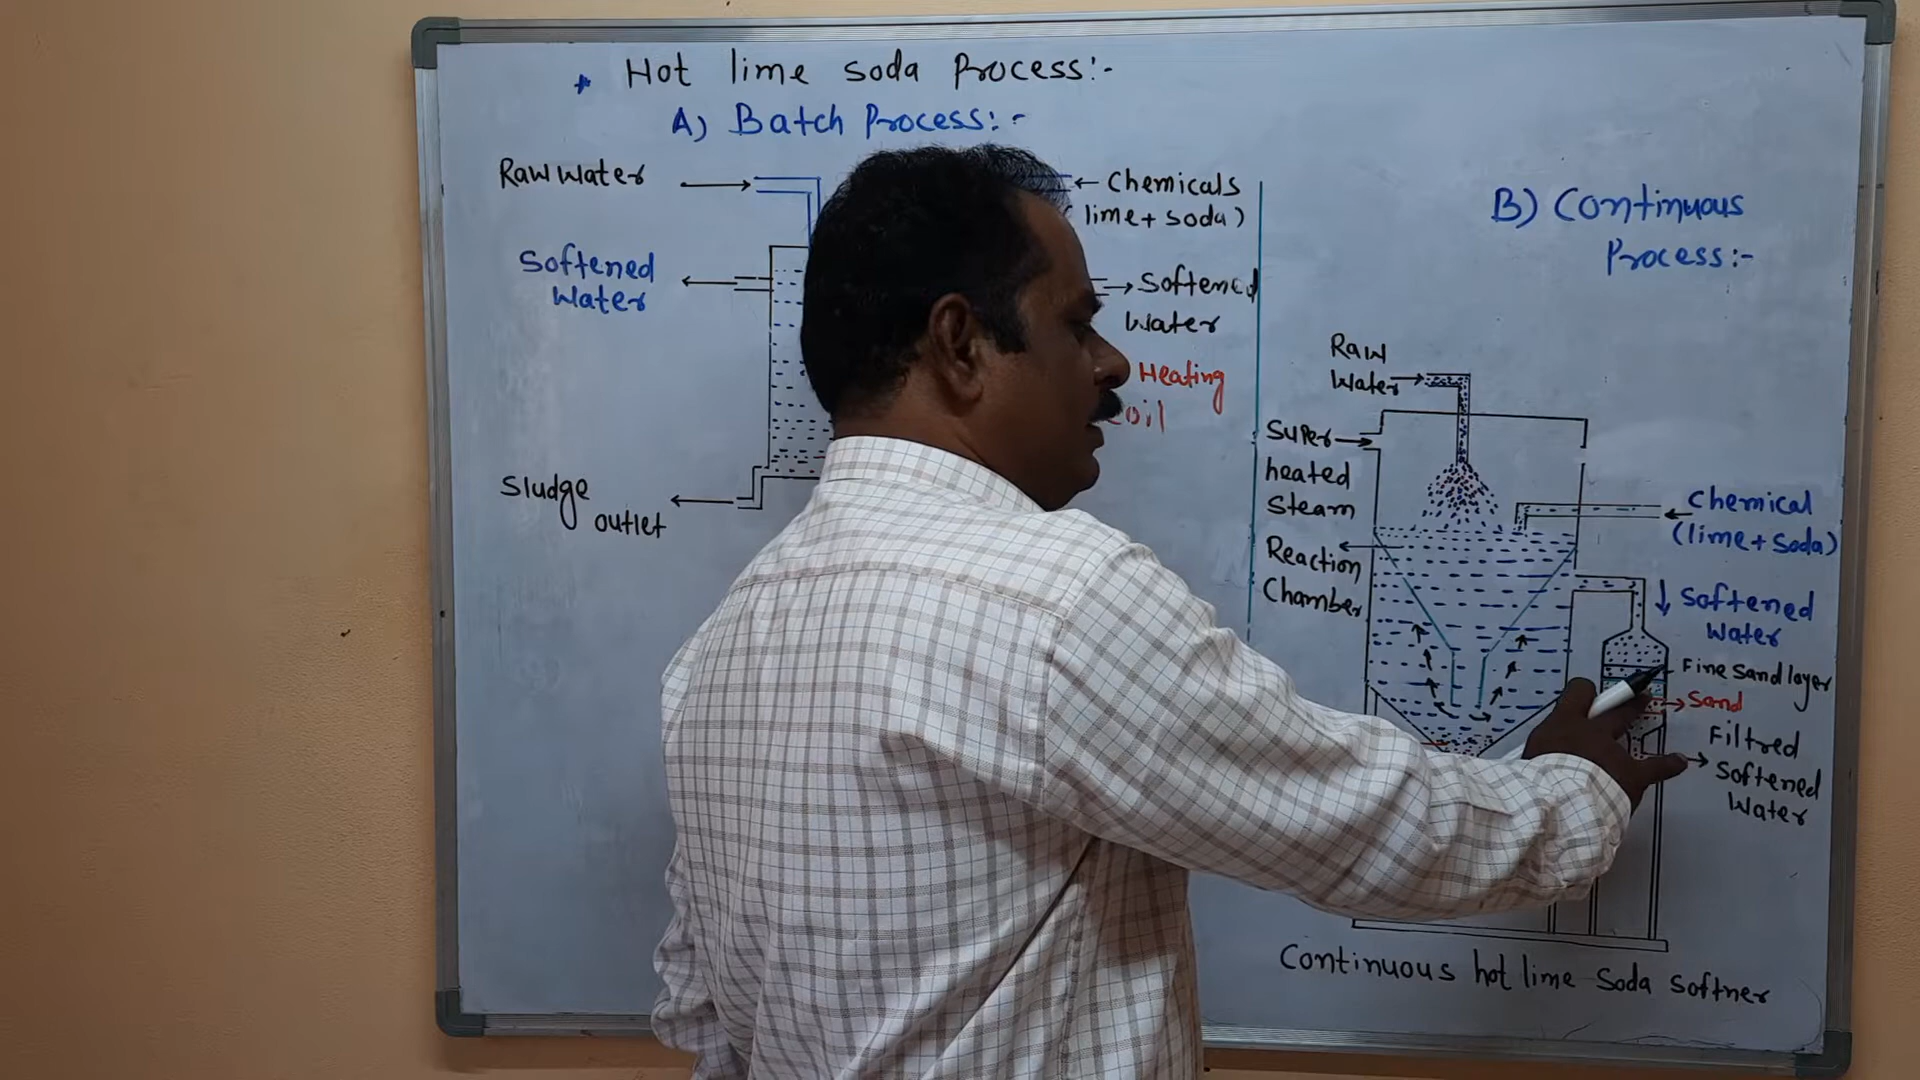 Hot lime soda Process:-
A) Batch Process:-
Raw water
Chemicals
(lime + soda)
Softened
Water
Softened
Water
Heating
Coil
Sludge
outlet
B) Continuous
Process:-
Raw
Water
Super
heated
Steam
Reaction
Chamber
Chemical
(lime + soda)
Softened
Water
Fine sand layer
Sand
Filtred
Softened
Water
Continuous hot lime Soda Softner